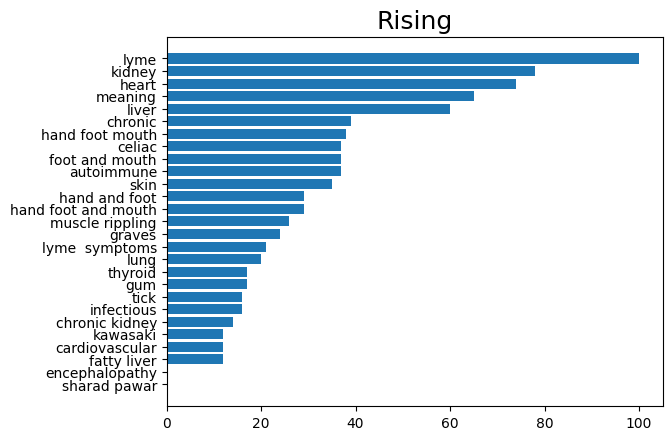 Rising
lyme
kidney
heart
meaning
liver
chronic
hand foot mouth
celiac
foot and mouth
autoimmune
skin
hand and foot
hand foot and mouth
muscle rippling
graves
lyme  symptoms
lung
thyroid
gum
tick
infectious
chronic kidney
kawasaki
cardiovascular
fatty liver
encephalopathy
sharad pawar
0 20 40 60 80 100